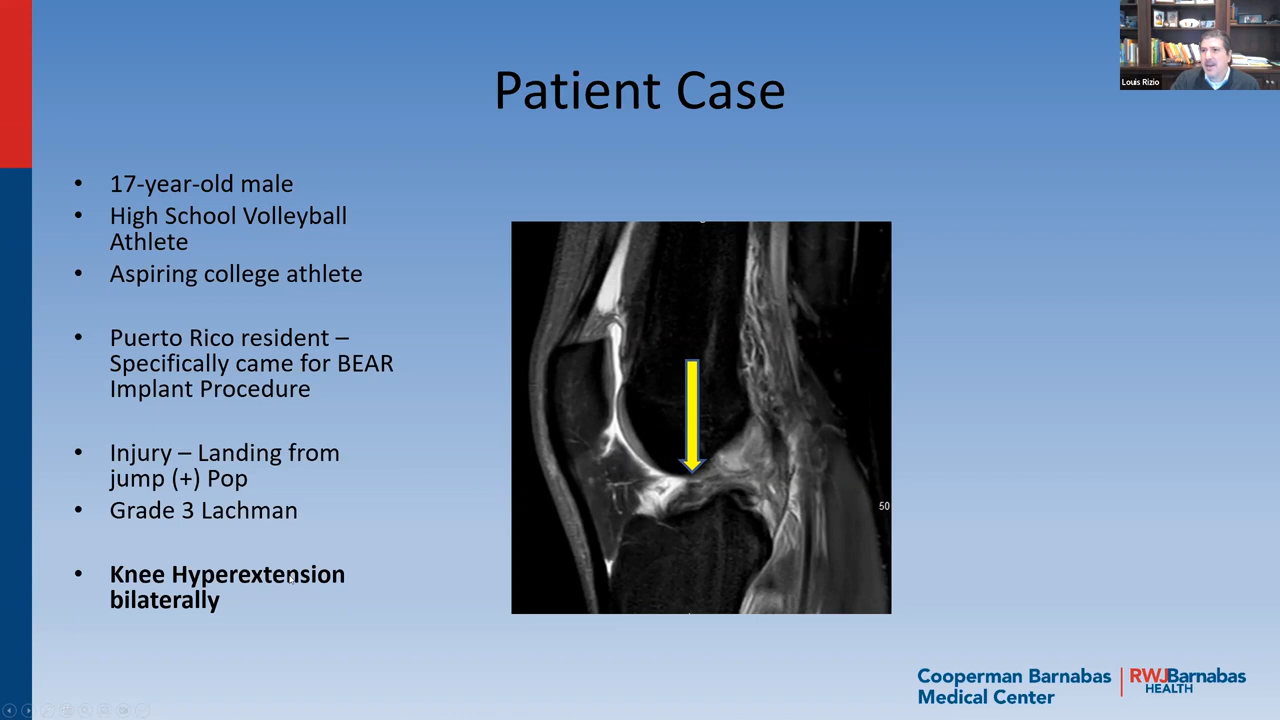 Louis Rizio
Patient Case
• 17-year-old male
• High School Volleyball
Athlete
• Aspiring college athlete
• Puerto Rico resident –
Specifically came for BEAR
Implant Procedure
• Injury – Landing from
jump (+) Pop
• Grade 3 Lachman
• Knee Hyperextension
bilaterally
50
Cooperman Barnabas
Medical Center
RWJBarnabas
HEALTH